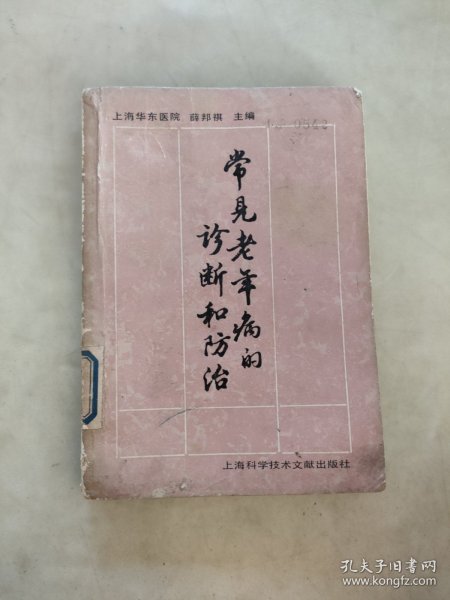 上海华东医院 薛邦祺 主编
常见老年病的
诊断和防治
上海科学技术文献出版社
孔夫子旧书网
www.kongfz.com